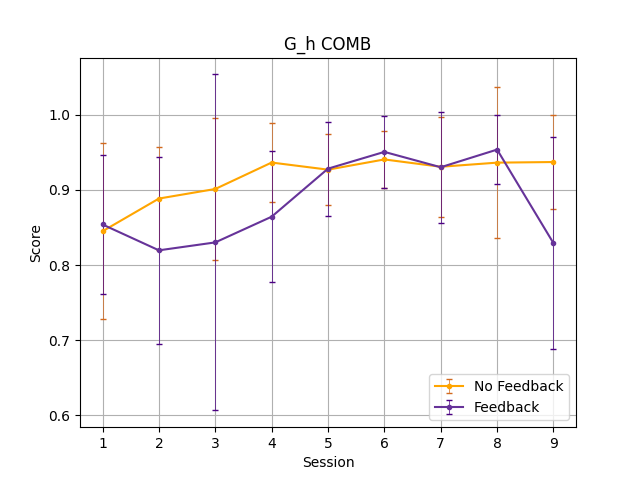 G_h COMB
Score
1.0
0.9
0.8
0.7
0.6
No Feedback
Feedback
1 2 3 4 5 6 7 8 9
Session